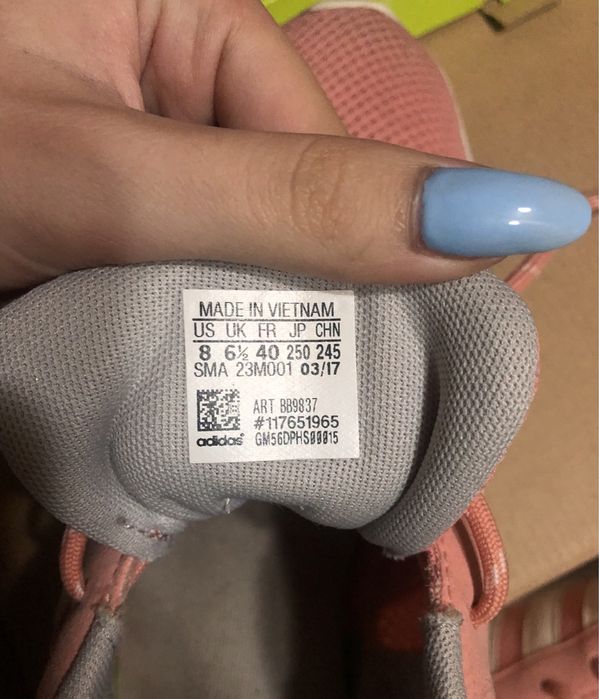 MADE IN VIETNAM
US UK FR JP CHN
8 6½ 40 250 245
SMA 23M001 03/17
ART BB9837
#117651965
adidas GM56DPHS00015